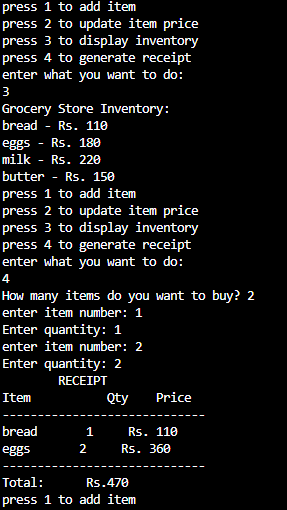 press 1 to add item
press 2 to update item price
press 3 to display inventory
press 4 to generate receipt
enter what you want to do:
3
Grocery Store Inventory:
bread - Rs. 110
eggs - Rs. 180
milk - Rs. 220
butter - Rs. 150
press 1 to add item
press 2 to update item price
press 3 to display inventory
press 4 to generate receipt
enter what you want to do:
4
How many items do you want to buy? 2
enter item number: 1
Enter quantity: 1
enter item number: 2
Enter quantity: 2
        RECEIPT
Item           Qty    Price
-----------------------------
bread       1     Rs. 110
eggs       2     Rs. 360
-----------------------------
Total:      Rs.470
press 1 to add item